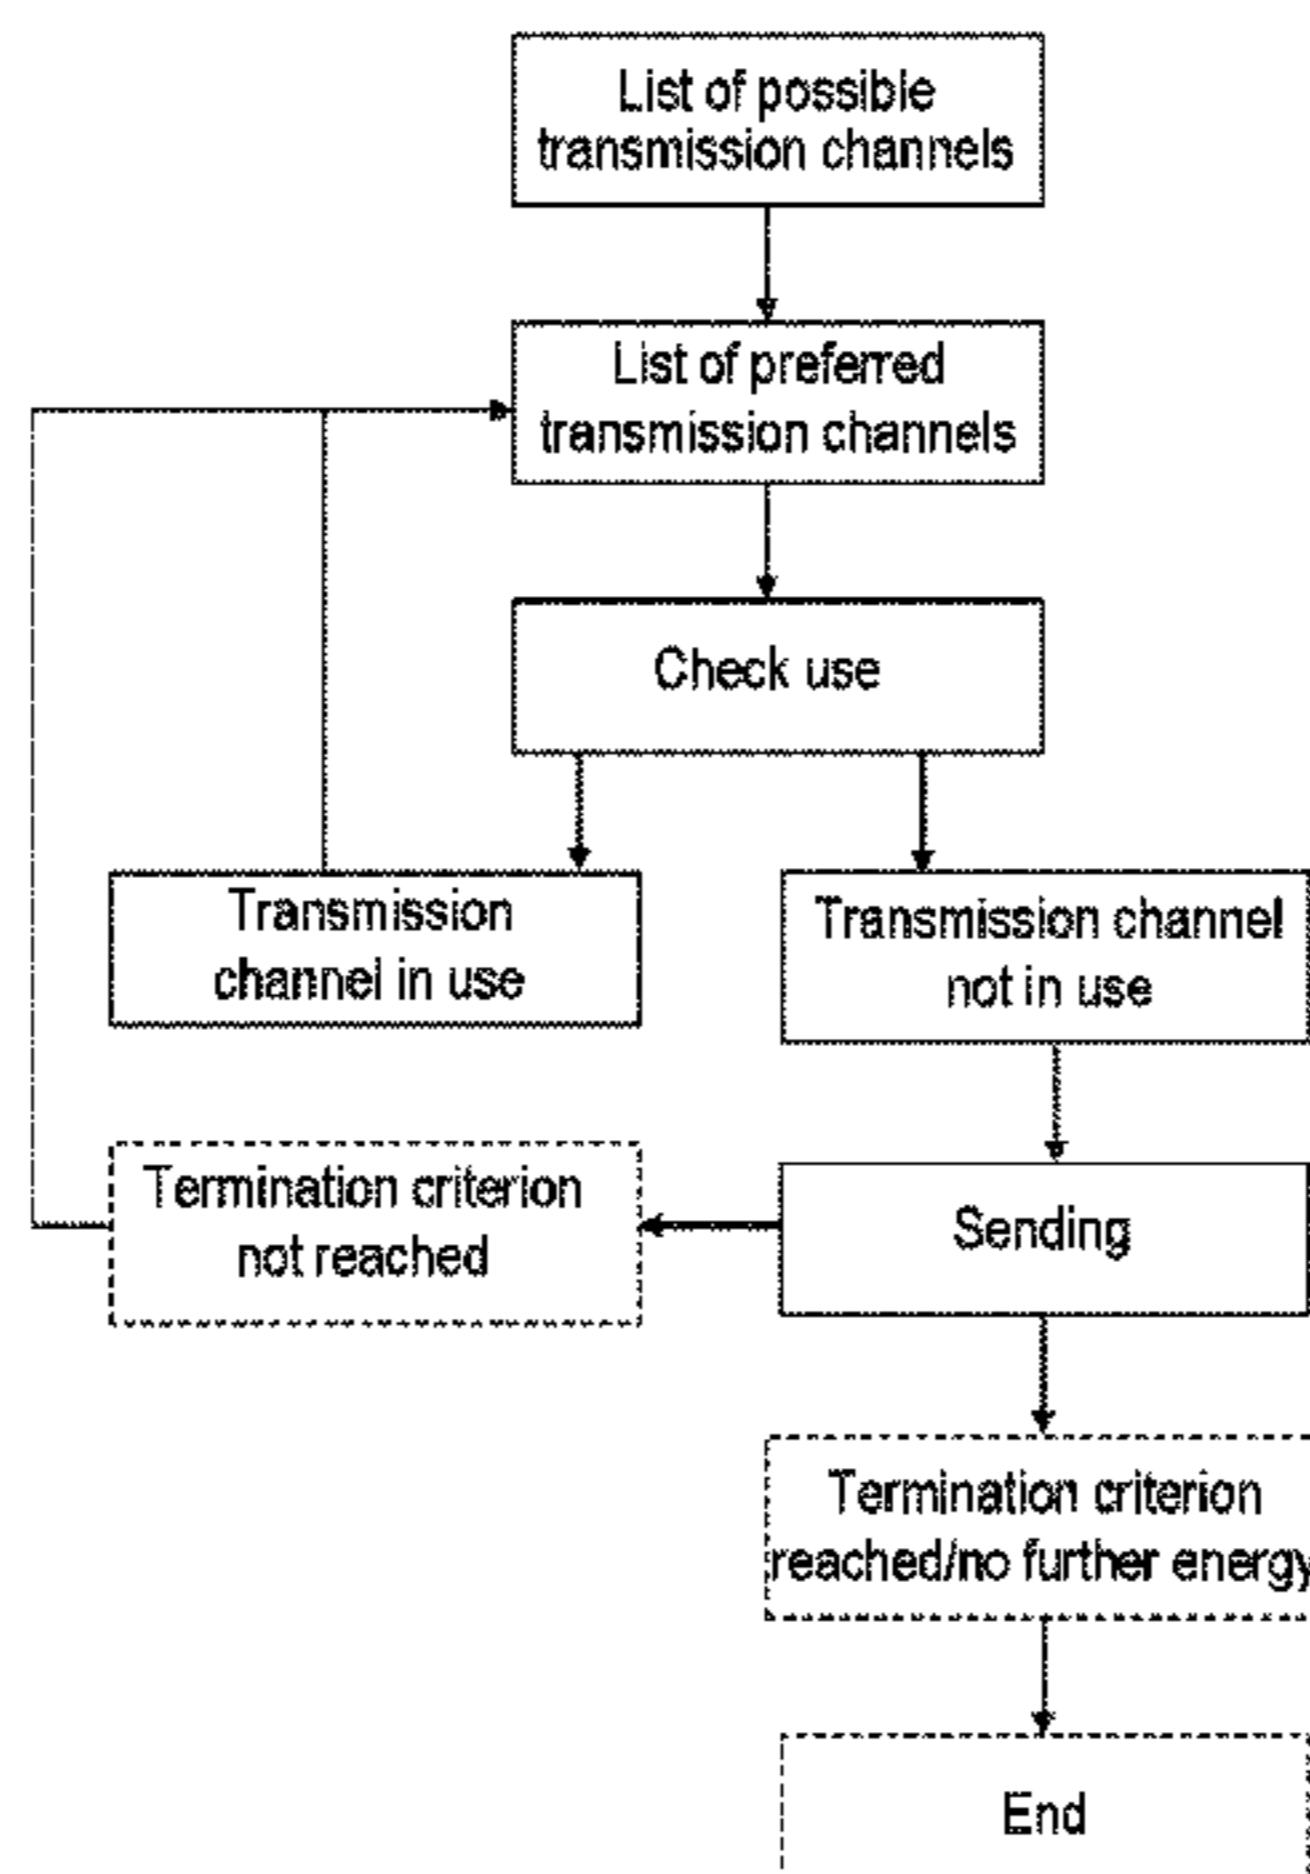 List of possible
transmission channels
List of preferred
transmission channels
Check use
Transmission
channel in use
Transmission channel
not in use
Termination criterion
not reached
Sending
Termination criterion
reached/no further energy
End